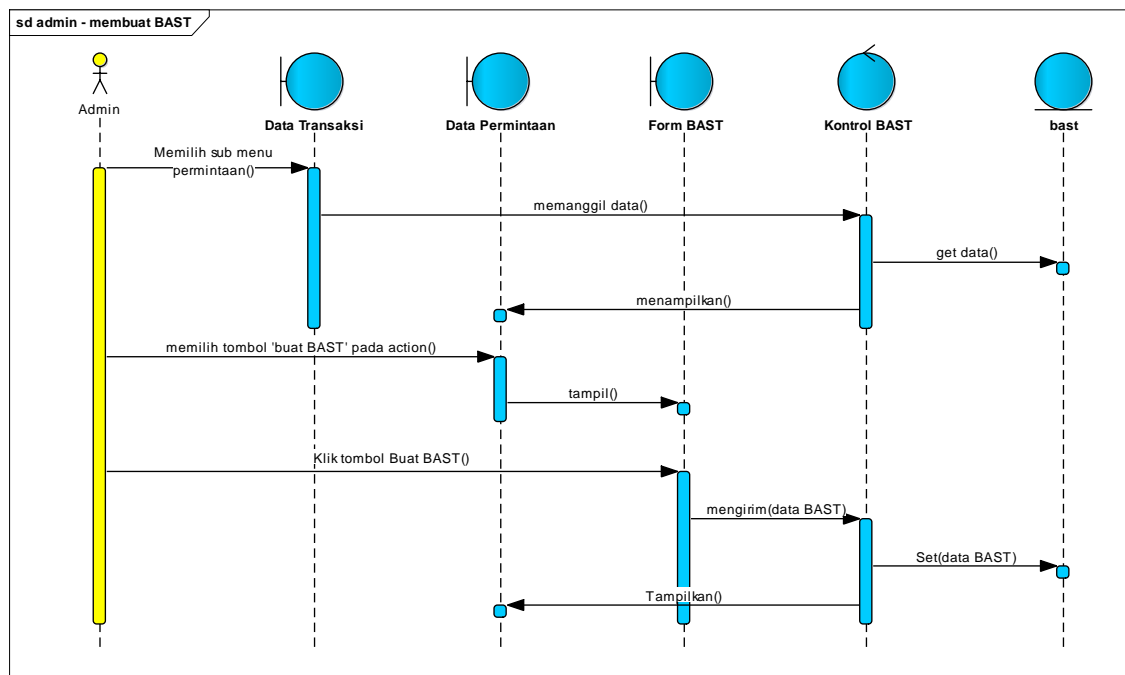 sd admin - membuat BAST
Admin
Data Transaksi
Data Permintaan
Form BAST
Kontrol BAST
bast
Memilih sub menu
permintaan()
memanggil data()
get data()
menampilkan()
memilih tombol 'buat BAST' pada action()
tampil()
Klik tombol Buat BAST()
mengirim(data BAST)
Set(data BAST)
Tampilkan()